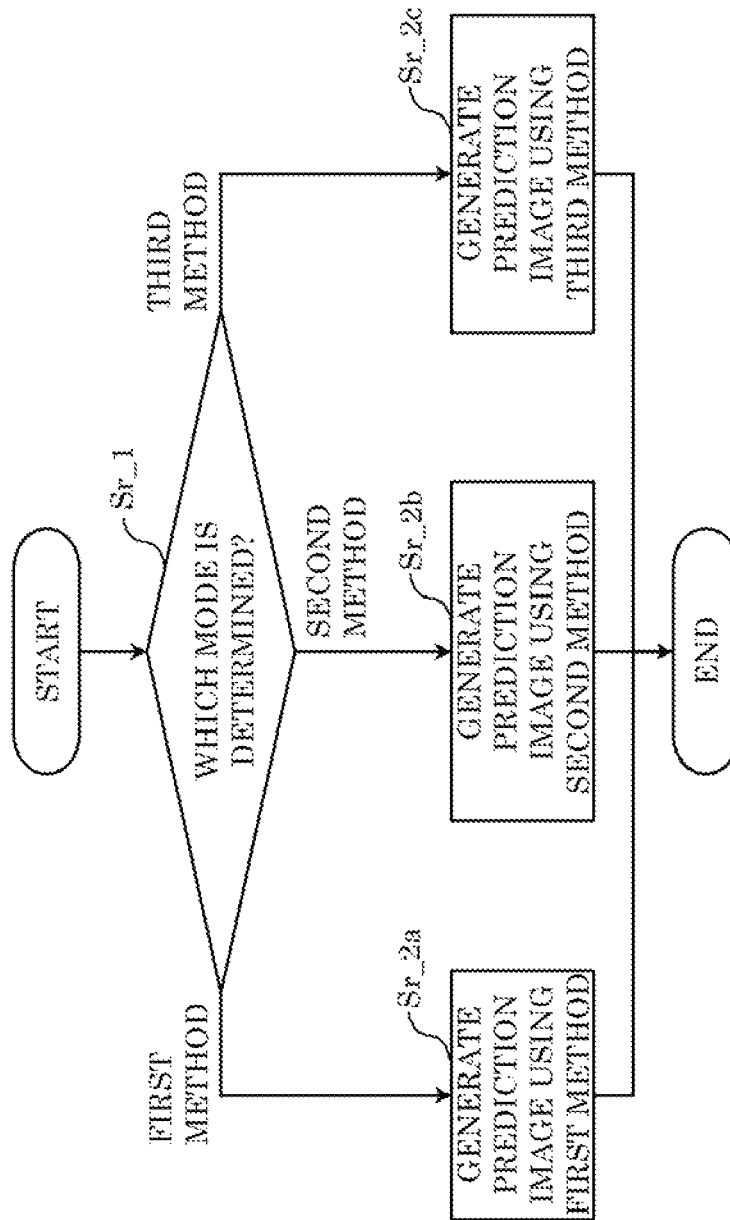 START
Sr_1
WHICH MODE IS
DETERMINED?
FIRST
METHOD
SECOND
METHOD
THIRD
METHOD
Sr_2a
GENERATE
PREDICTION
IMAGE USING
FIRST METHOD
Sr_2b
GENERATE
PREDICTION
IMAGE USING
SECOND METHOD
Sr_2c
GENERATE
PREDICTION
IMAGE USING
THIRD METHOD
END